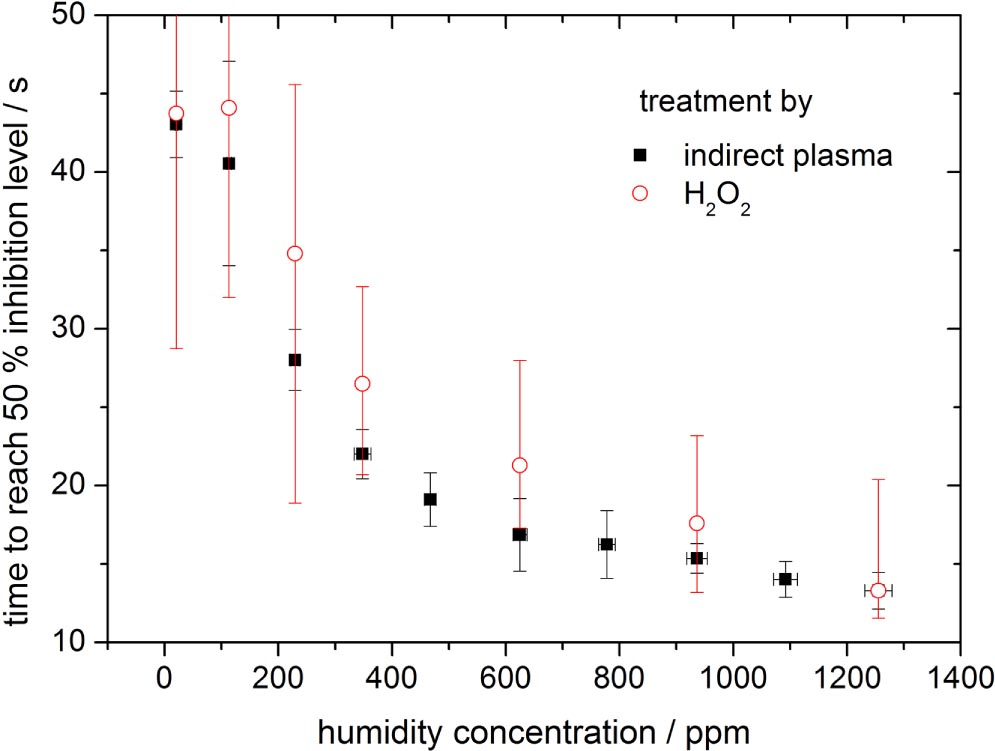 50
40
30
20
10
time to reach 50 % inhibition level / s
treatment by
indirect plasma
H₂O₂
0 200 400 600 800 1000 1200 1400
humidity concentration / ppm